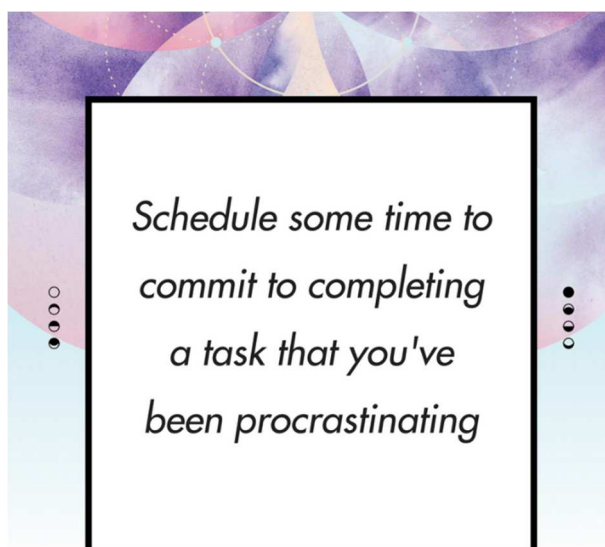 Schedule some time to
commit to completing
a task that you've
been procrastinating